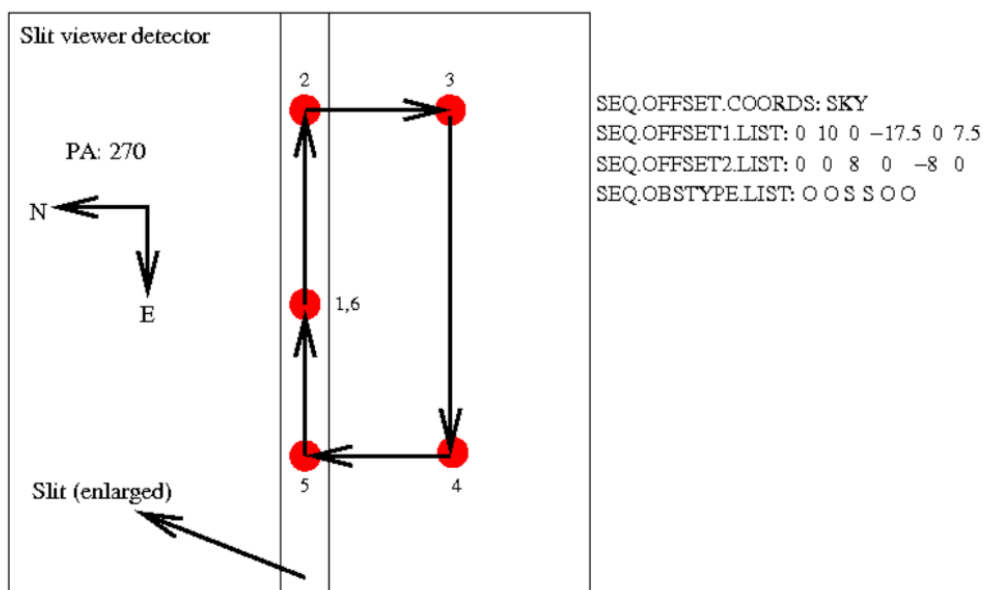 Slit viewer detector
2
3
SEQ.OFFSET.COORDS: SKY
SEQ.OFFSET1.LIST: 0 10 0 −17.5 0 7.5
SEQ.OFFSET2.LIST: 0 0 8 0 −8 0
SEQ.OBSTYPE.LIST: O O S S O O
PA: 270
N
E
1,6
Slit (enlarged)
5
4